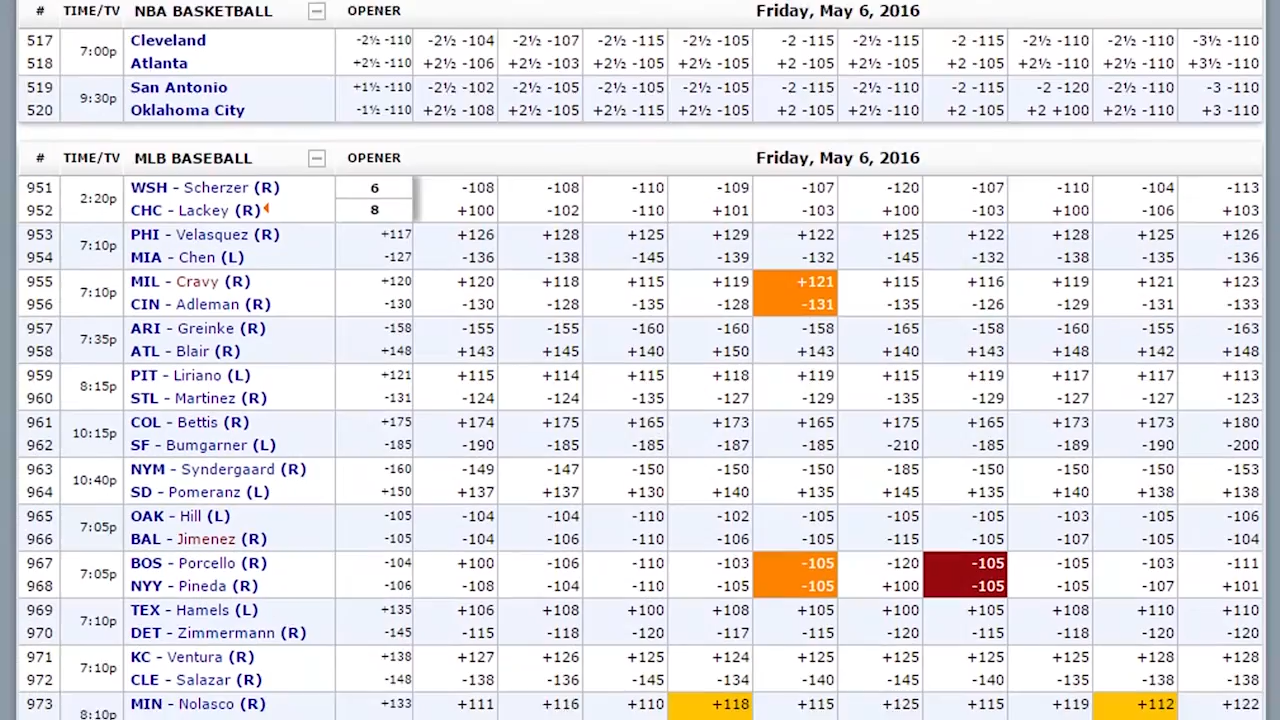 # TIME/TV NBA BASKETBALL OPENER Friday, May 6, 2016
517 Cleveland -2½ -110 -2½ -104 -2½ -107 -2½ -115 -2½ -105 -2 -115 -2½ -115 -2 -115 -2½ -110 -2½ -110 -3½ -110
7:00p
518 Atlanta +2½ -110 +2½ -106 +2½ -103 +2½ -105 +2½ -105 +2 -105 +2½ -105 +2 -105 +2½ -110 +2½ -110 +3½ -110
519 San Antonio +1½ -110 -2½ -102 -2½ -105 -2½ -105 -2½ -105 -2 -115 -2½ -110 -2 -115 -2 -120 -2½ -110 -3 -110
9:30p
520 Oklahoma City -1½ -110 +2½ -108 +2½ -105 +2½ -115 +2½ -105 +2 -105 +2½ -110 +2 -105 +2 +100 +2½ -110 +3 -110
# TIME/TV MLB BASEBALL OPENER Friday, May 6, 2016
951 WSH - Scherzer (R) 6 -108 -108 -110 -109 -107 -120 -107 -110 -104 -113
2:20p
952 CHC - Lackey (R) 8 +100 -102 -110 +101 -103 +100 -103 +100 -106 +103
953 PHI - Velasquez (R) +117 +126 +128 +125 +129 +122 +125 +122 +128 +125 +126
7:10p
954 MIA - Chen (L) -127 -136 -138 -145 -139 -132 -145 -132 -138 -135 -136
955 MIL - Cravy (R) +120 +120 +118 +115 +119 +121 +115 +116 +119 +121 +123
7:10p
956 CIN - Adleman (R) -130 -130 -128 -135 -128 -131 -135 -126 -129 -131 -133
957 ARI - Greinke (R) -158 -155 -155 -160 -160 -158 -165 -158 -160 -155 -163
7:35p
958 ATL - Blair (R) +148 +143 +145 +140 +150 +143 +140 +143 +148 +142 +148
959 PIT - Liriano (L) +121 +115 +114 +115 +118 +119 +115 +119 +117 +117 +113
8:15p
960 STL - Martinez (R) -131 -124 -124 -135 -127 -129 -135 -129 -127 -127 -123
961 COL - Bettis (R) +175 +174 +175 +165 +173 +165 +175 +165 +173 +173 +180
10:15p
962 SF - Bumgarner (L) -185 -190 -185 -185 -187 -185 -210 -185 -189 -190 -200
963 NYM - Syndergaard (R) -160 -149 -147 -150 -150 -150 -185 -150 -150 -150 -153
10:40p
964 SD - Pomeranz (L) +150 +137 +137 +130 +140 +135 +145 +135 +140 +138 +138
965 OAK - Hill (L) -105 -104 -104 -110 -102 -105 -105 -105 -103 -105 -106
7:05p
966 BAL - Jimenez (R) -105 -104 -106 -110 -106 -105 -115 -105 -107 -105 -104
967 BOS - Porcello (R) -104 +100 -106 -110 -103 -105 -120 -105 -105 -103 -111
7:05p
968 NYY - Pineda (R) -106 -108 -104 -110 -105 -105 +100 -105 -105 -107 +101
969 TEX - Hamels (L) +135 +106 +108 +100 +108 +105 +100 +105 +108 +110 +110
7:10p
970 DET - Zimmermann (R) -145 -115 -118 -120 -117 -115 -120 -115 -118 -120 -120
971 KC - Ventura (R) +138 +127 +126 +125 +124 +125 +125 +125 +125 +128 +128
7:10p
972 CLE - Salazar (R) -148 -138 -136 -145 -134 -140 -145 -140 -135 -138 -138
973 MIN - Nolasco (R) +133 +111 +116 +110 +118 +115 +120 +115 +112 +112 +122
8:10p